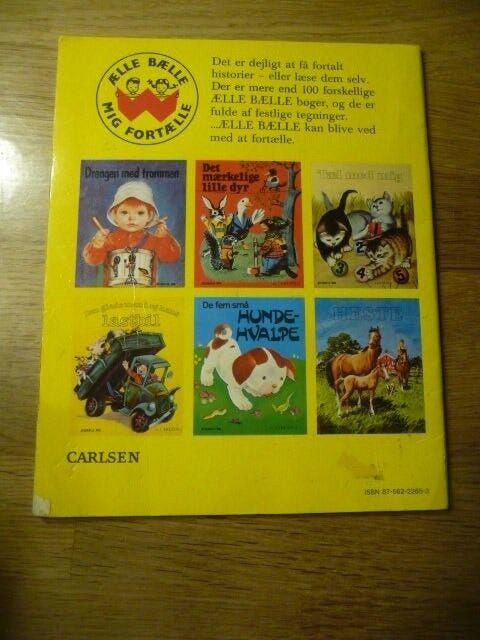 ÆLLE BÆLLE
MIG FORTÆLLE
Det er dejligt at få fortalt
historier – eller læse dem selv.
Der er mere end 100 forskellige
ÆLLE BÆLLE bøger, og de er
fulde af festlige tegninger.
...ÆLLE BÆLLE kan blive ved
med at fortælle.
Drengen med trommen
Det
mærkelige
lille dyr
Tæl med mig
3
4
5
lastbil
De fem små
HUNDE-
HVALPE
HESTE
CARLSEN
ISBN 87-562-2265-3